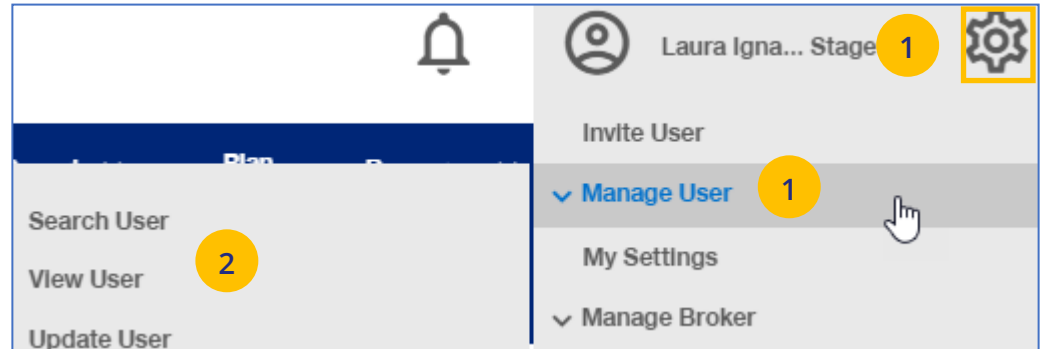 Laura Igna... Stage 1
Invite User
Manage User 1
My Settings
Manage Broker
Plan
Search User
2
View User
Update User